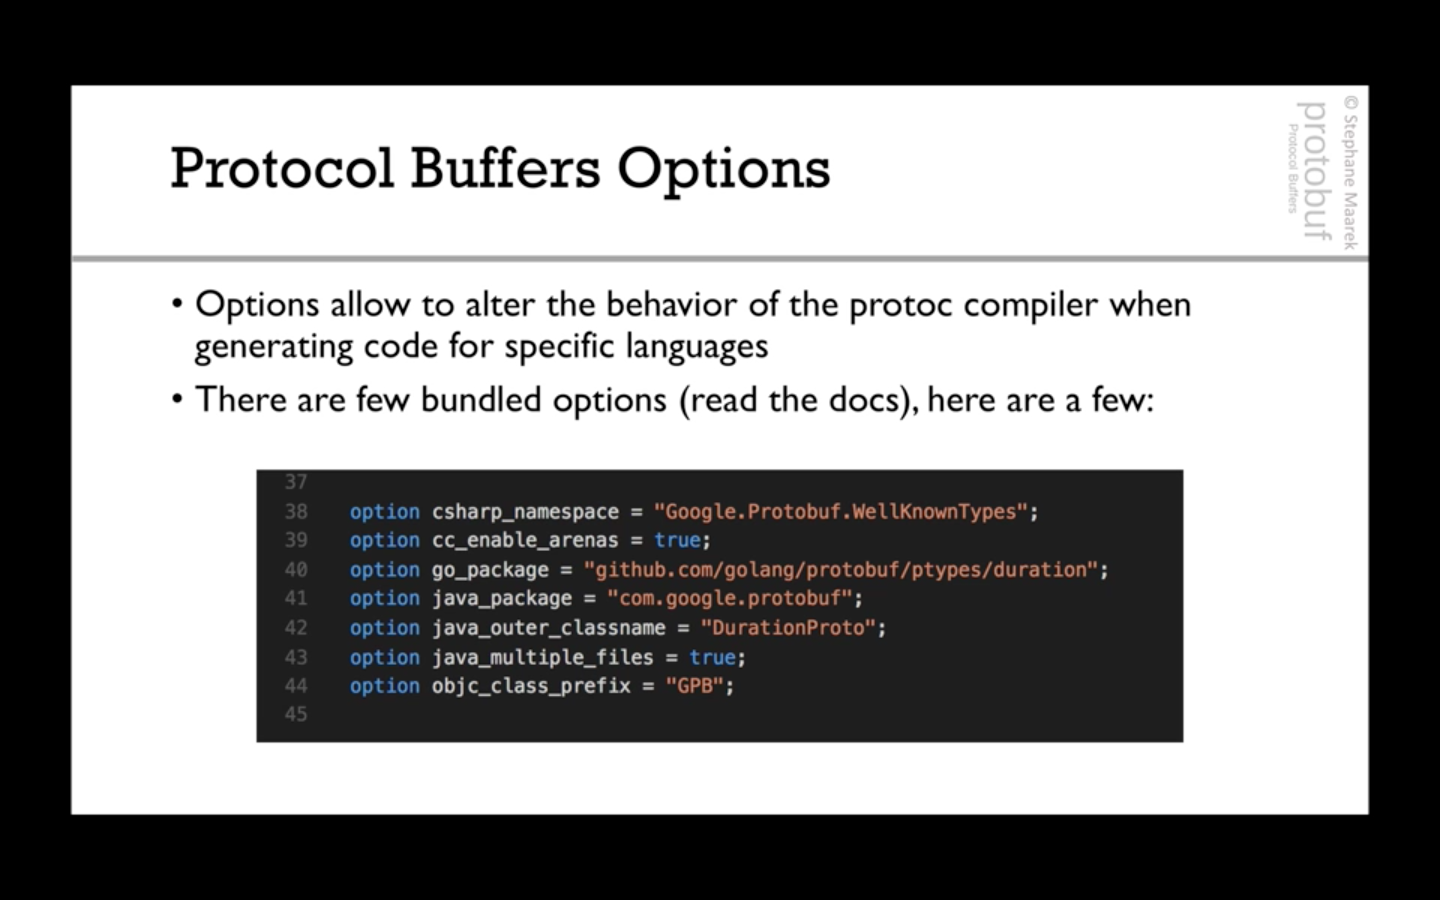 Protocol Buffers Options
© Stephane Maarek
protobuf
Protocol Buffers
• Options allow to alter the behavior of the protoc compiler when
generating code for specific languages
• There are few bundled options (read the docs), here are a few:
37
38 option csharp_namespace = "Google.Protobuf.WellKnownTypes";
39 option cc_enable_arenas = true;
40 option go_package = "github.com/golang/protobuf/ptypes/duration";
41 option java_package = "com.google.protobuf";
42 option java_outer_classname = "DurationProto";
43 option java_multiple_files = true;
44 option objc_class_prefix = "GPB";
45